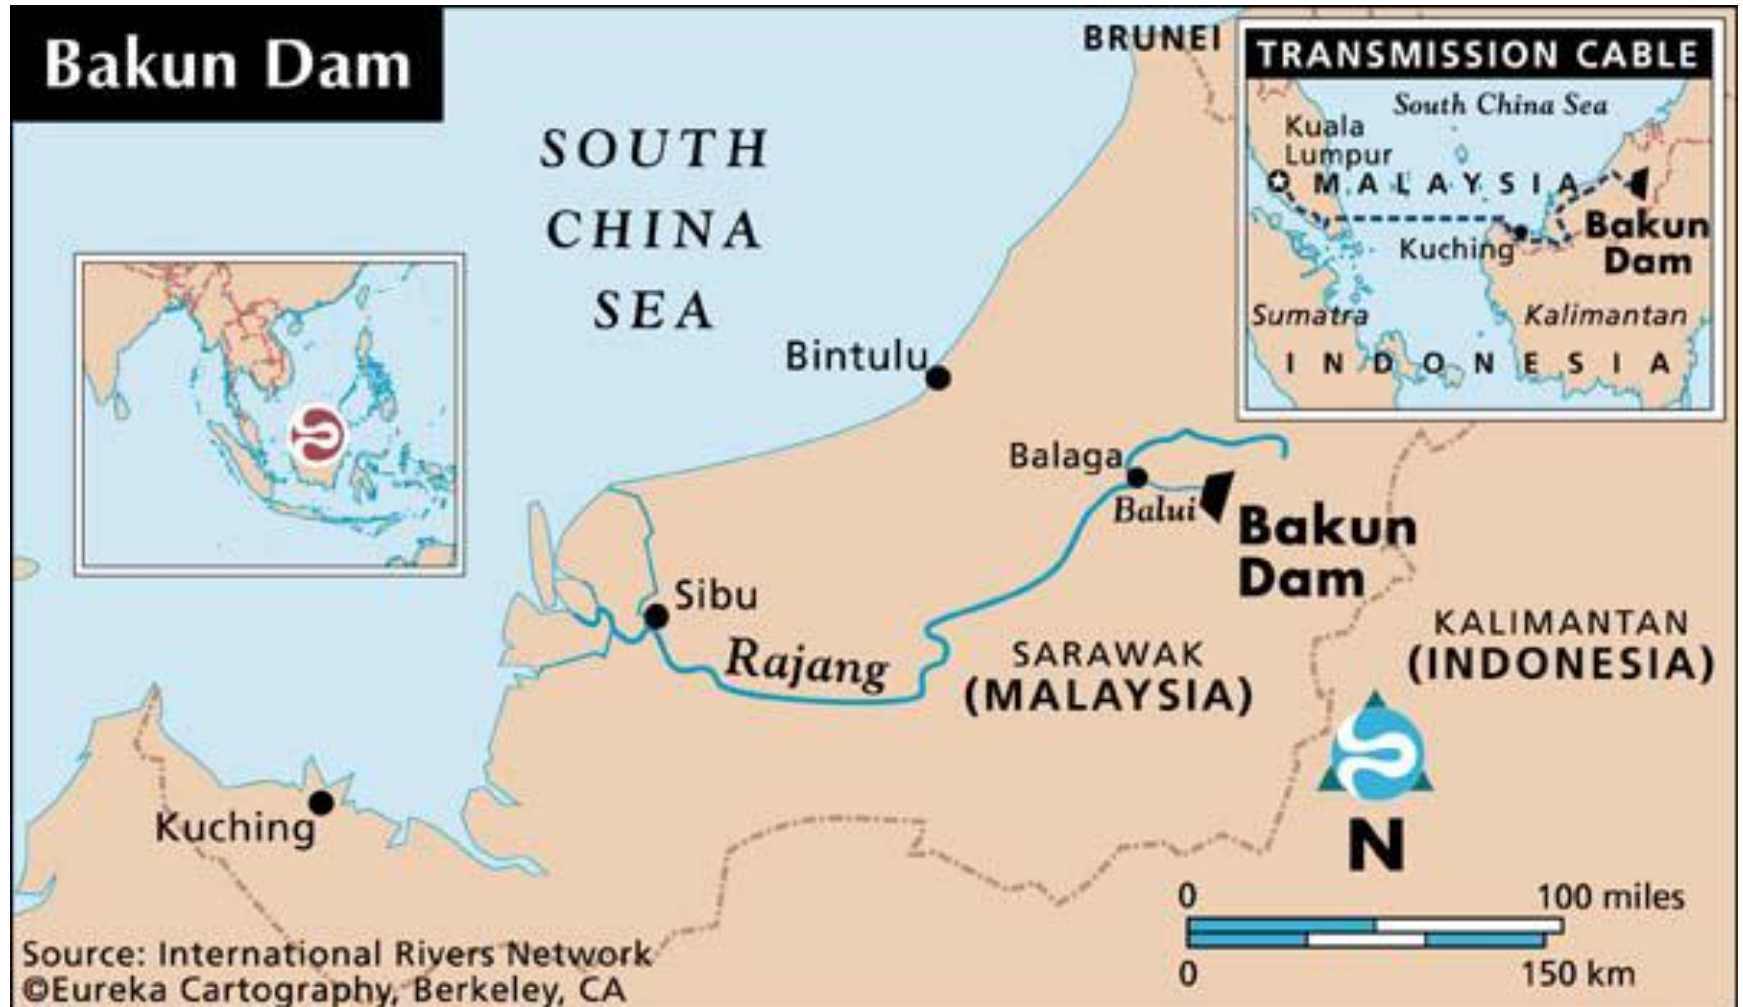 Bakun Dam
SOUTH
CHINA
SEA
BRUNEI
TRANSMISSION CABLE
South China Sea
Kuala
Lumpur
MALAYSIA
Kuching
Bakun
Dam
Sumatra
Kalimantan
INDONESIA
Bintulu
Balaga
Balui
Bakun
Dam
Sibu
Rajang
SARAWAK
(MALAYSIA)
KALIMANTAN
(INDONESIA)
Kuching
N
0 100 miles
0 150 km
Source: International Rivers Network
©Eureka Cartography, Berkeley, CA